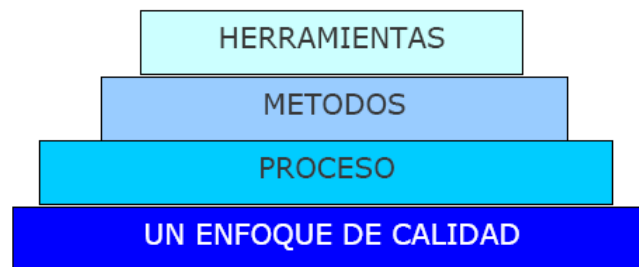 HERRAMIENTAS
METODOS
PROCESO
UN ENFOQUE DE CALIDAD